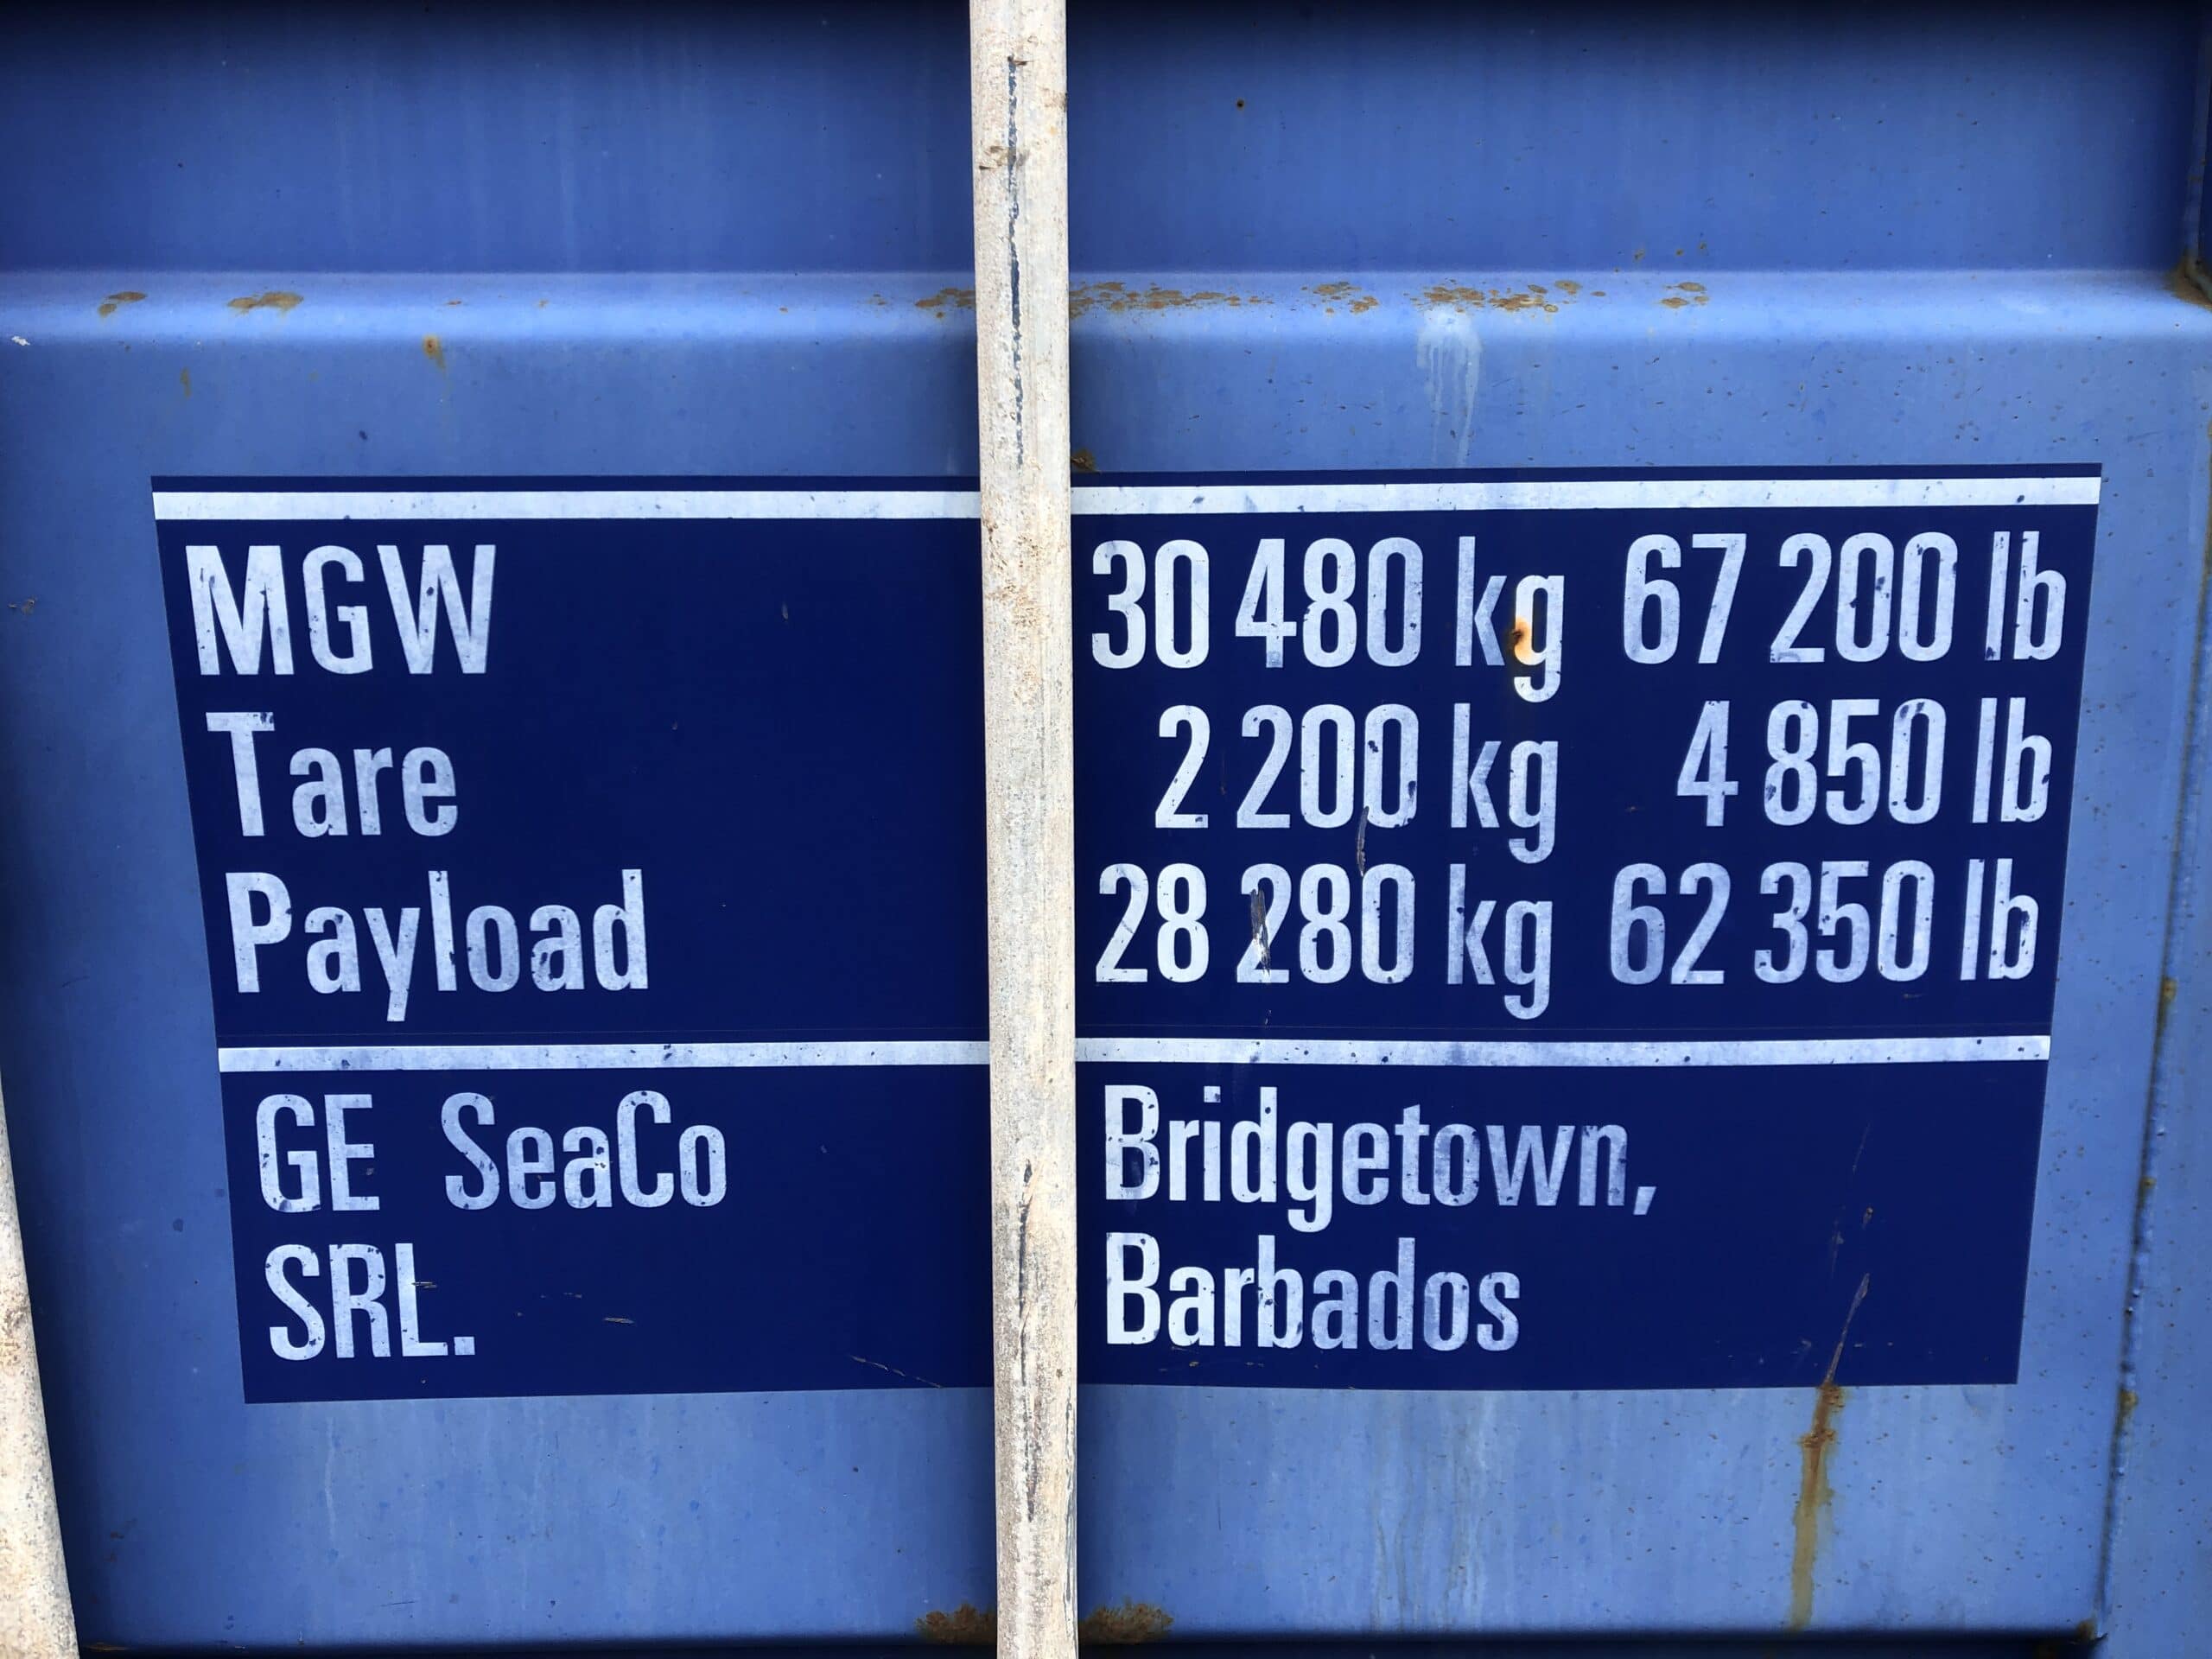 MGW 30 480 kg 67 200 lb
Tare 2 200 kg 4 850 lb
Payload 28 280 kg 62 350 lb
GE SeaCo Bridgetown,
SRL. Barbados